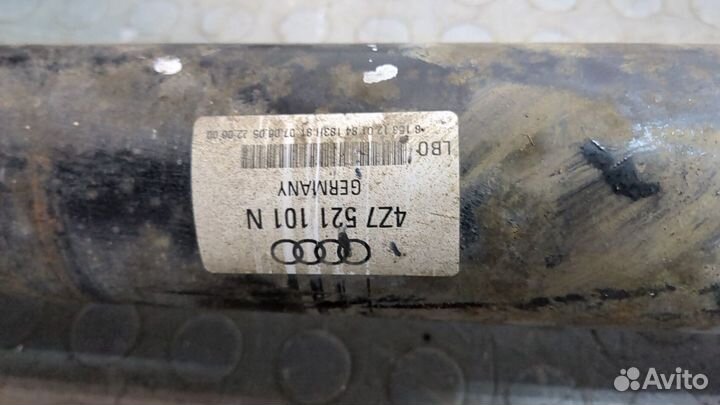 4Z7 521 101 N
GERMANY
LBO
Avito